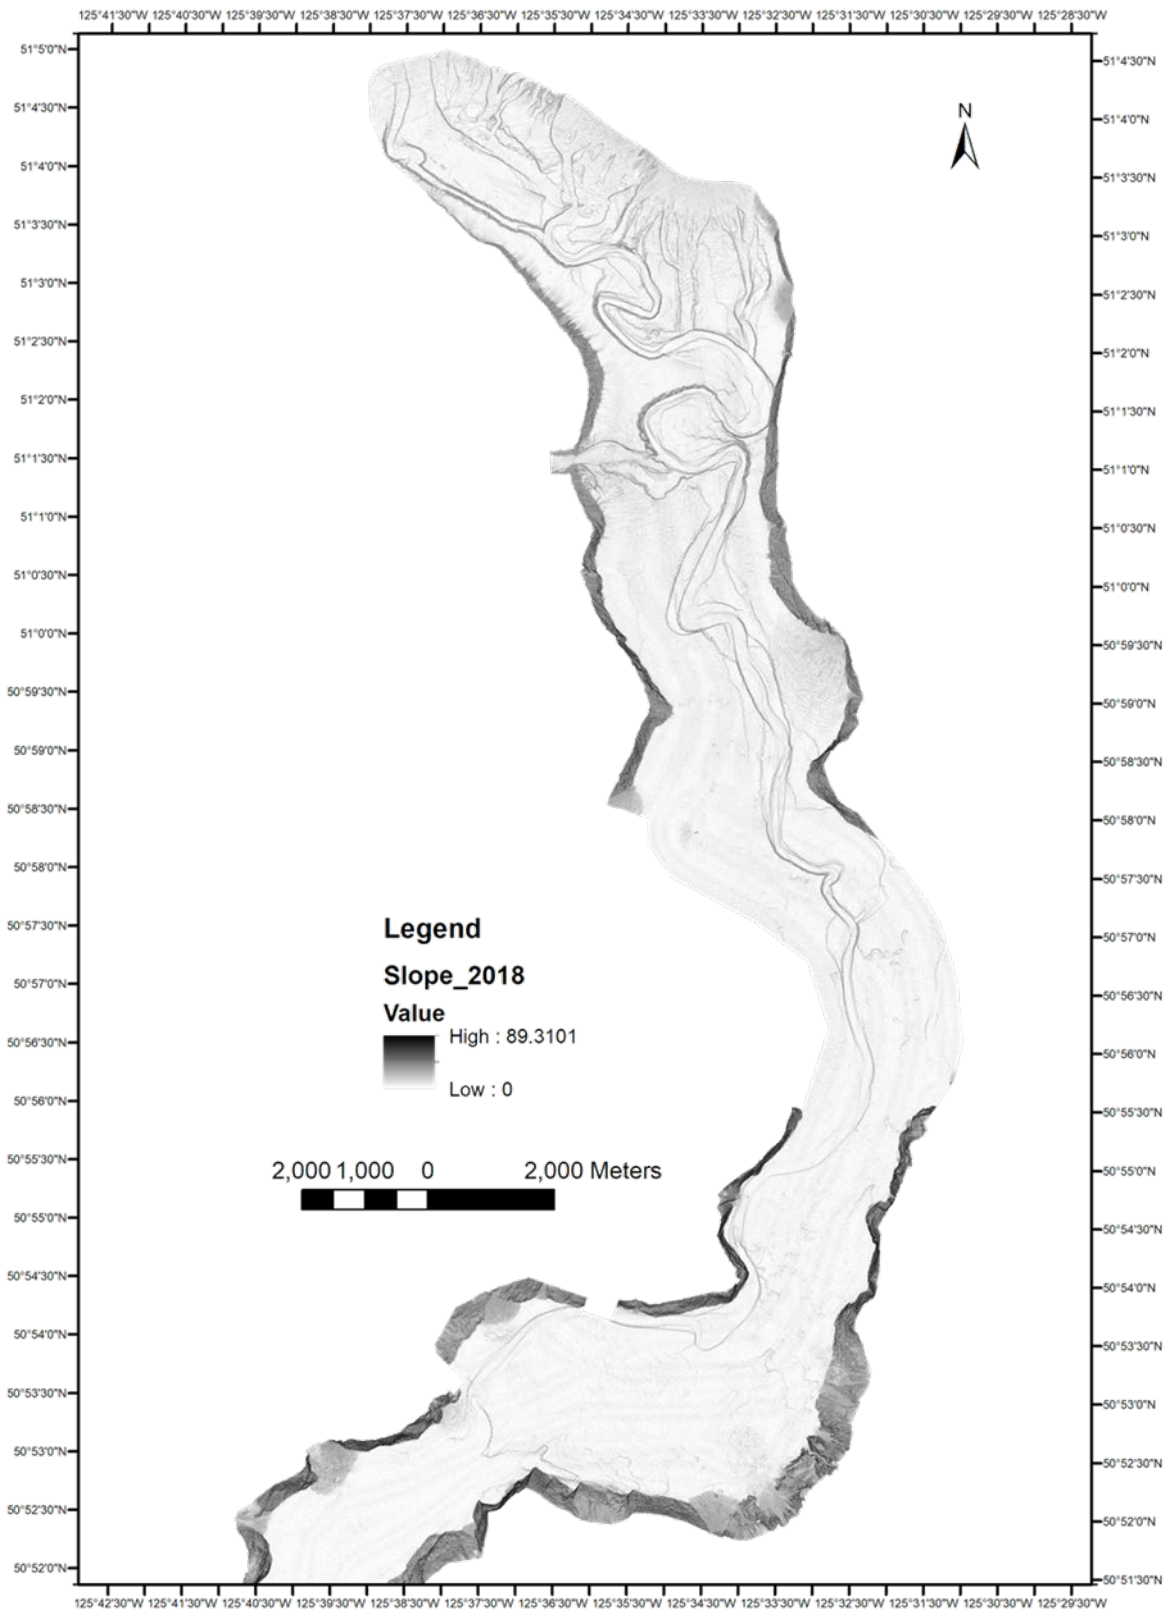 125°41'30"W 125°40'30"W 125°39'30"W 125°38'30"W 125°37'30"W 125°36'30"W 125°35'30"W 125°34'30"W 125°33'30"W 125°32'30"W 125°31'30"W 125°30'30"W 125°29'30"W 125°28'30"W
51°5'0"N
51°4'30"N
51°4'30"N
N
51°4'0"N
51°4'0"N
51°3'30"N
51°3'30"N
51°3'0"N
51°3'0"N
51°2'30"N
51°2'30"N
51°2'0"N
51°2'0"N
51°1'30"N
51°1'30"N
51°1'0"N
51°1'0"N
51°0'30"N
51°0'30"N
51°0'0"N
51°0'0"N
50°59'30"N
50°59'30"N
50°59'0"N
50°59'0"N
50°58'30"N
50°58'30"N
50°58'0"N
50°58'0"N
50°57'30"N
50°57'30"N
Legend
50°57'0"N
Slope_2018
50°57'0"N
50°56'30"N
Value
High : 89.3101
50°56'30"N
50°56'0"N
Low : 0
50°56'0"N
50°55'30"N
50°55'30"N
2,000 1,000 0 2,000 Meters
50°55'0"N
50°55'0"N
50°54'30"N
50°54'30"N
50°54'0"N
50°54'0"N
50°53'30"N
50°53'30"N
50°53'0"N
50°53'0"N
50°52'30"N
50°52'30"N
50°52'0"N
50°52'0"N
50°51'30"N
125°42'30"W 125°41'30"W 125°40'30"W 125°39'30"W 125°38'30"W 125°37'30"W 125°36'30"W 125°35'30"W 125°34'30"W 125°33'30"W 125°32'30"W 125°31'30"W 125°30'30"W 125°29'30"W